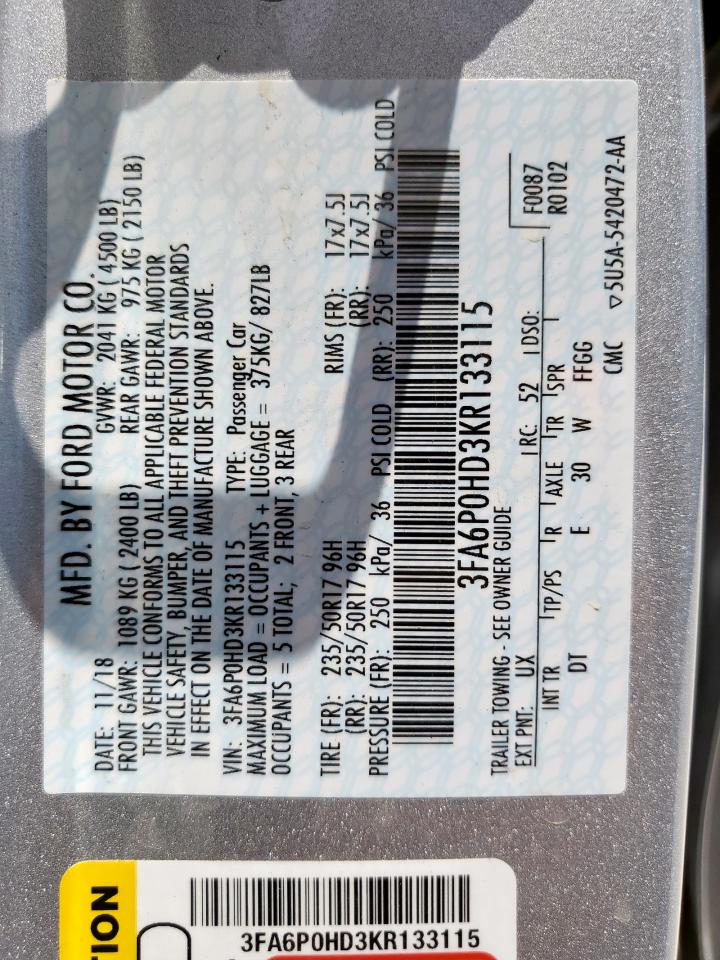 MFD. BY FORD MOTOR CO.
DATE: 11/18 GVWR: 2041 KG ( 4500 LB)
FRONT GAWR: 1089 KG ( 2400 LB) REAR GAWR: 975 KG ( 2150 LB)
THIS VEHICLE CONFORMS TO ALL APPLICABLE FEDERAL MOTOR
VEHICLE SAFETY, BUMPER, AND THEFT PREVENTION STANDARDS
IN EFFECT ON THE DATE OF MANUFACTURE SHOWN ABOVE.
VIN: 3FA6P0HD3KR133115 TYPE: Passenger Car
MAXIMUM LOAD = OCCUPANTS + LUGGAGE = 375KG/ 827LB
OCCUPANTS = 5 TOTAL; 2 FRONT, 3 REAR
TIRE (FR): 235/50R17 96H RIMS (FR): 17x7.5J
(RR): 235/50R17 96H (RR): 17x7.5J
PRESSURE (FR): 250 kPa/ 36 PSI COLD (RR): 250 kPa/ 36 PSI COLD
3FA6P0HD3KR133115
TRAILER TOWING - SEE OWNER GUIDE F0087
EXT PNT: UX RC: 52 DSO: R0102
INT TR TP/PS R AXLE TR SPR
DT E 30 W FFGG
CMC ▽5U5A-5420472-AA
TION
3FA6P0HD3KR133115